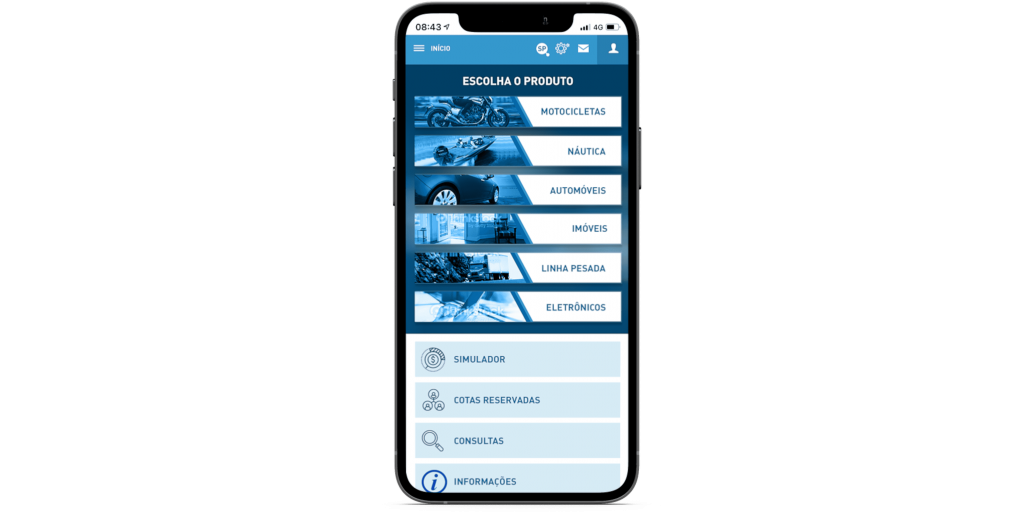 08:43
4G
INÍCIO
SP
ESCOLHA O PRODUTO
MOTOCICLETAS
NÁUTICA
AUTOMÓVEIS
IMÓVEIS
LINHA PESADA
ELETRÔNICOS
$
SIMULADOR
COTAS RESERVADAS
CONSULTAS
i
INFORMAÇÕES